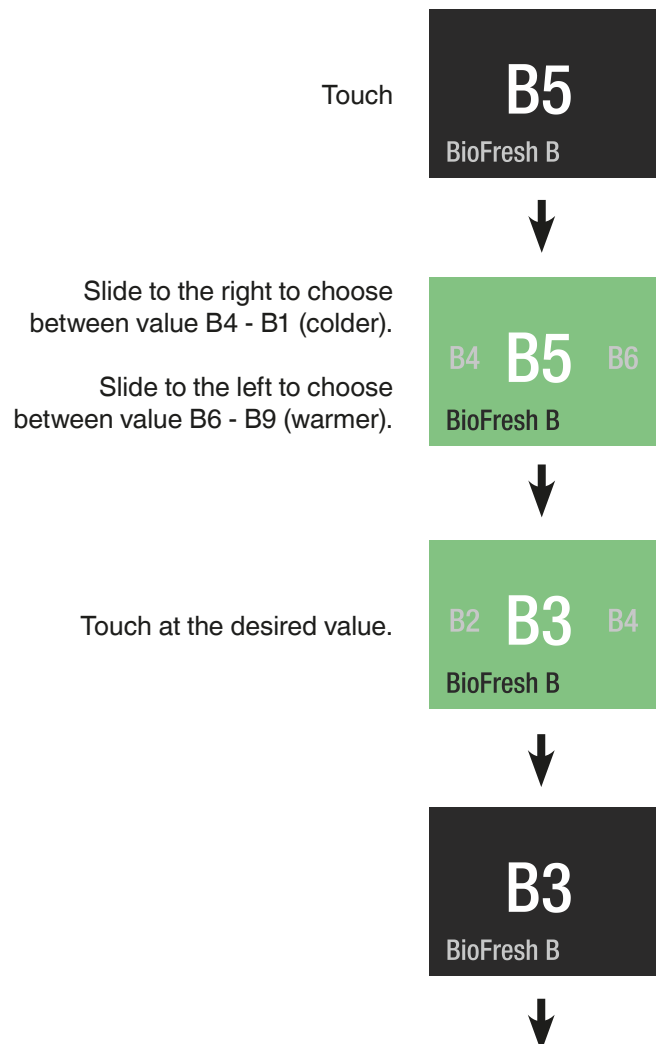 Touch
B5
BioFresh B
Slide to the right to choose
between value B4 - B1 (colder).
Slide to the left to choose
between value B6 - B9 (warmer).
B4 B5 B6
BioFresh B
Touch at the desired value.
B2 B3 B4
BioFresh B
B3
BioFresh B